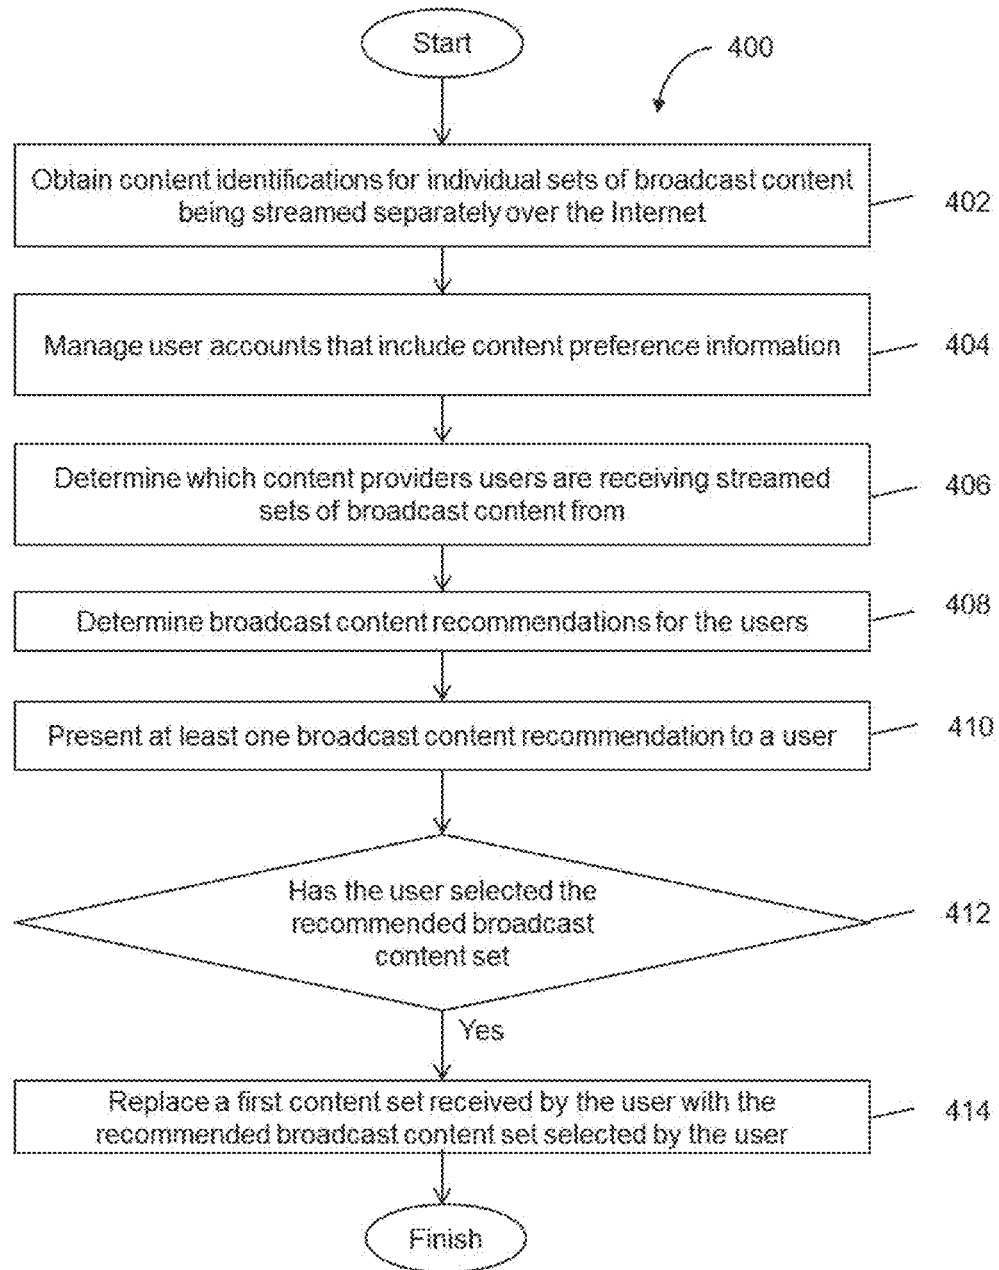 Start
400
Obtain content identifications for individual sets of broadcast content
being streamed separately over the Internet
402
Manage user accounts that include content preference information
404
Determine which content providers users are receiving streamed
sets of broadcast content from
406
Determine broadcast content recommendations for the users
408
Present at least one broadcast content recommendation to a user
410
Has the user selected the
recommended broadcast
content set
412
Yes
Replace a first content set received by the user with the
recommended broadcast content set selected by the user
414
Finish